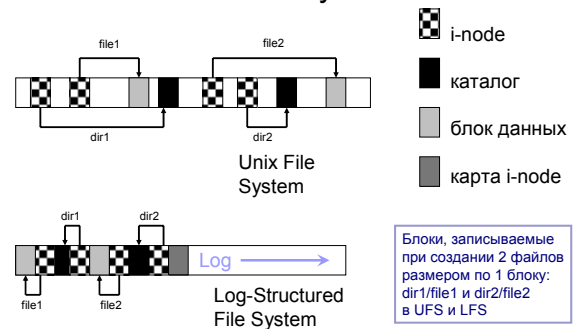 file1
file2
dir1
dir2
Unix File
System
dir1
dir2
Log
file1
file2
Log-Structured
File System
i-node
каталог
блок данных
карта i-node
Блоки, записываемые
при создании 2 файлов
размером по 1 блоку:
dir1/file1 и dir2/file2
в UFS и LFS